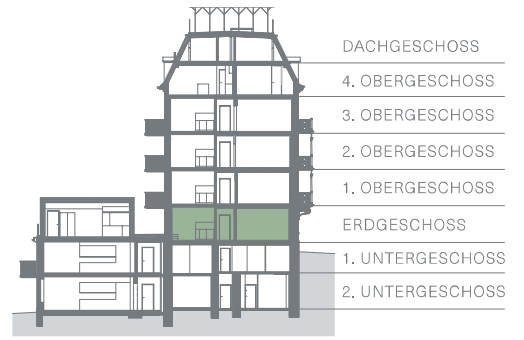 DACHGESCHOSS
4. OBERGESCHOSS
3. OBERGESCHOSS
2. OBERGESCHOSS
1. OBERGESCHOSS
ERDGESCHOSS
1. UNTERGESCHOSS
2. UNTERGESCHOSS